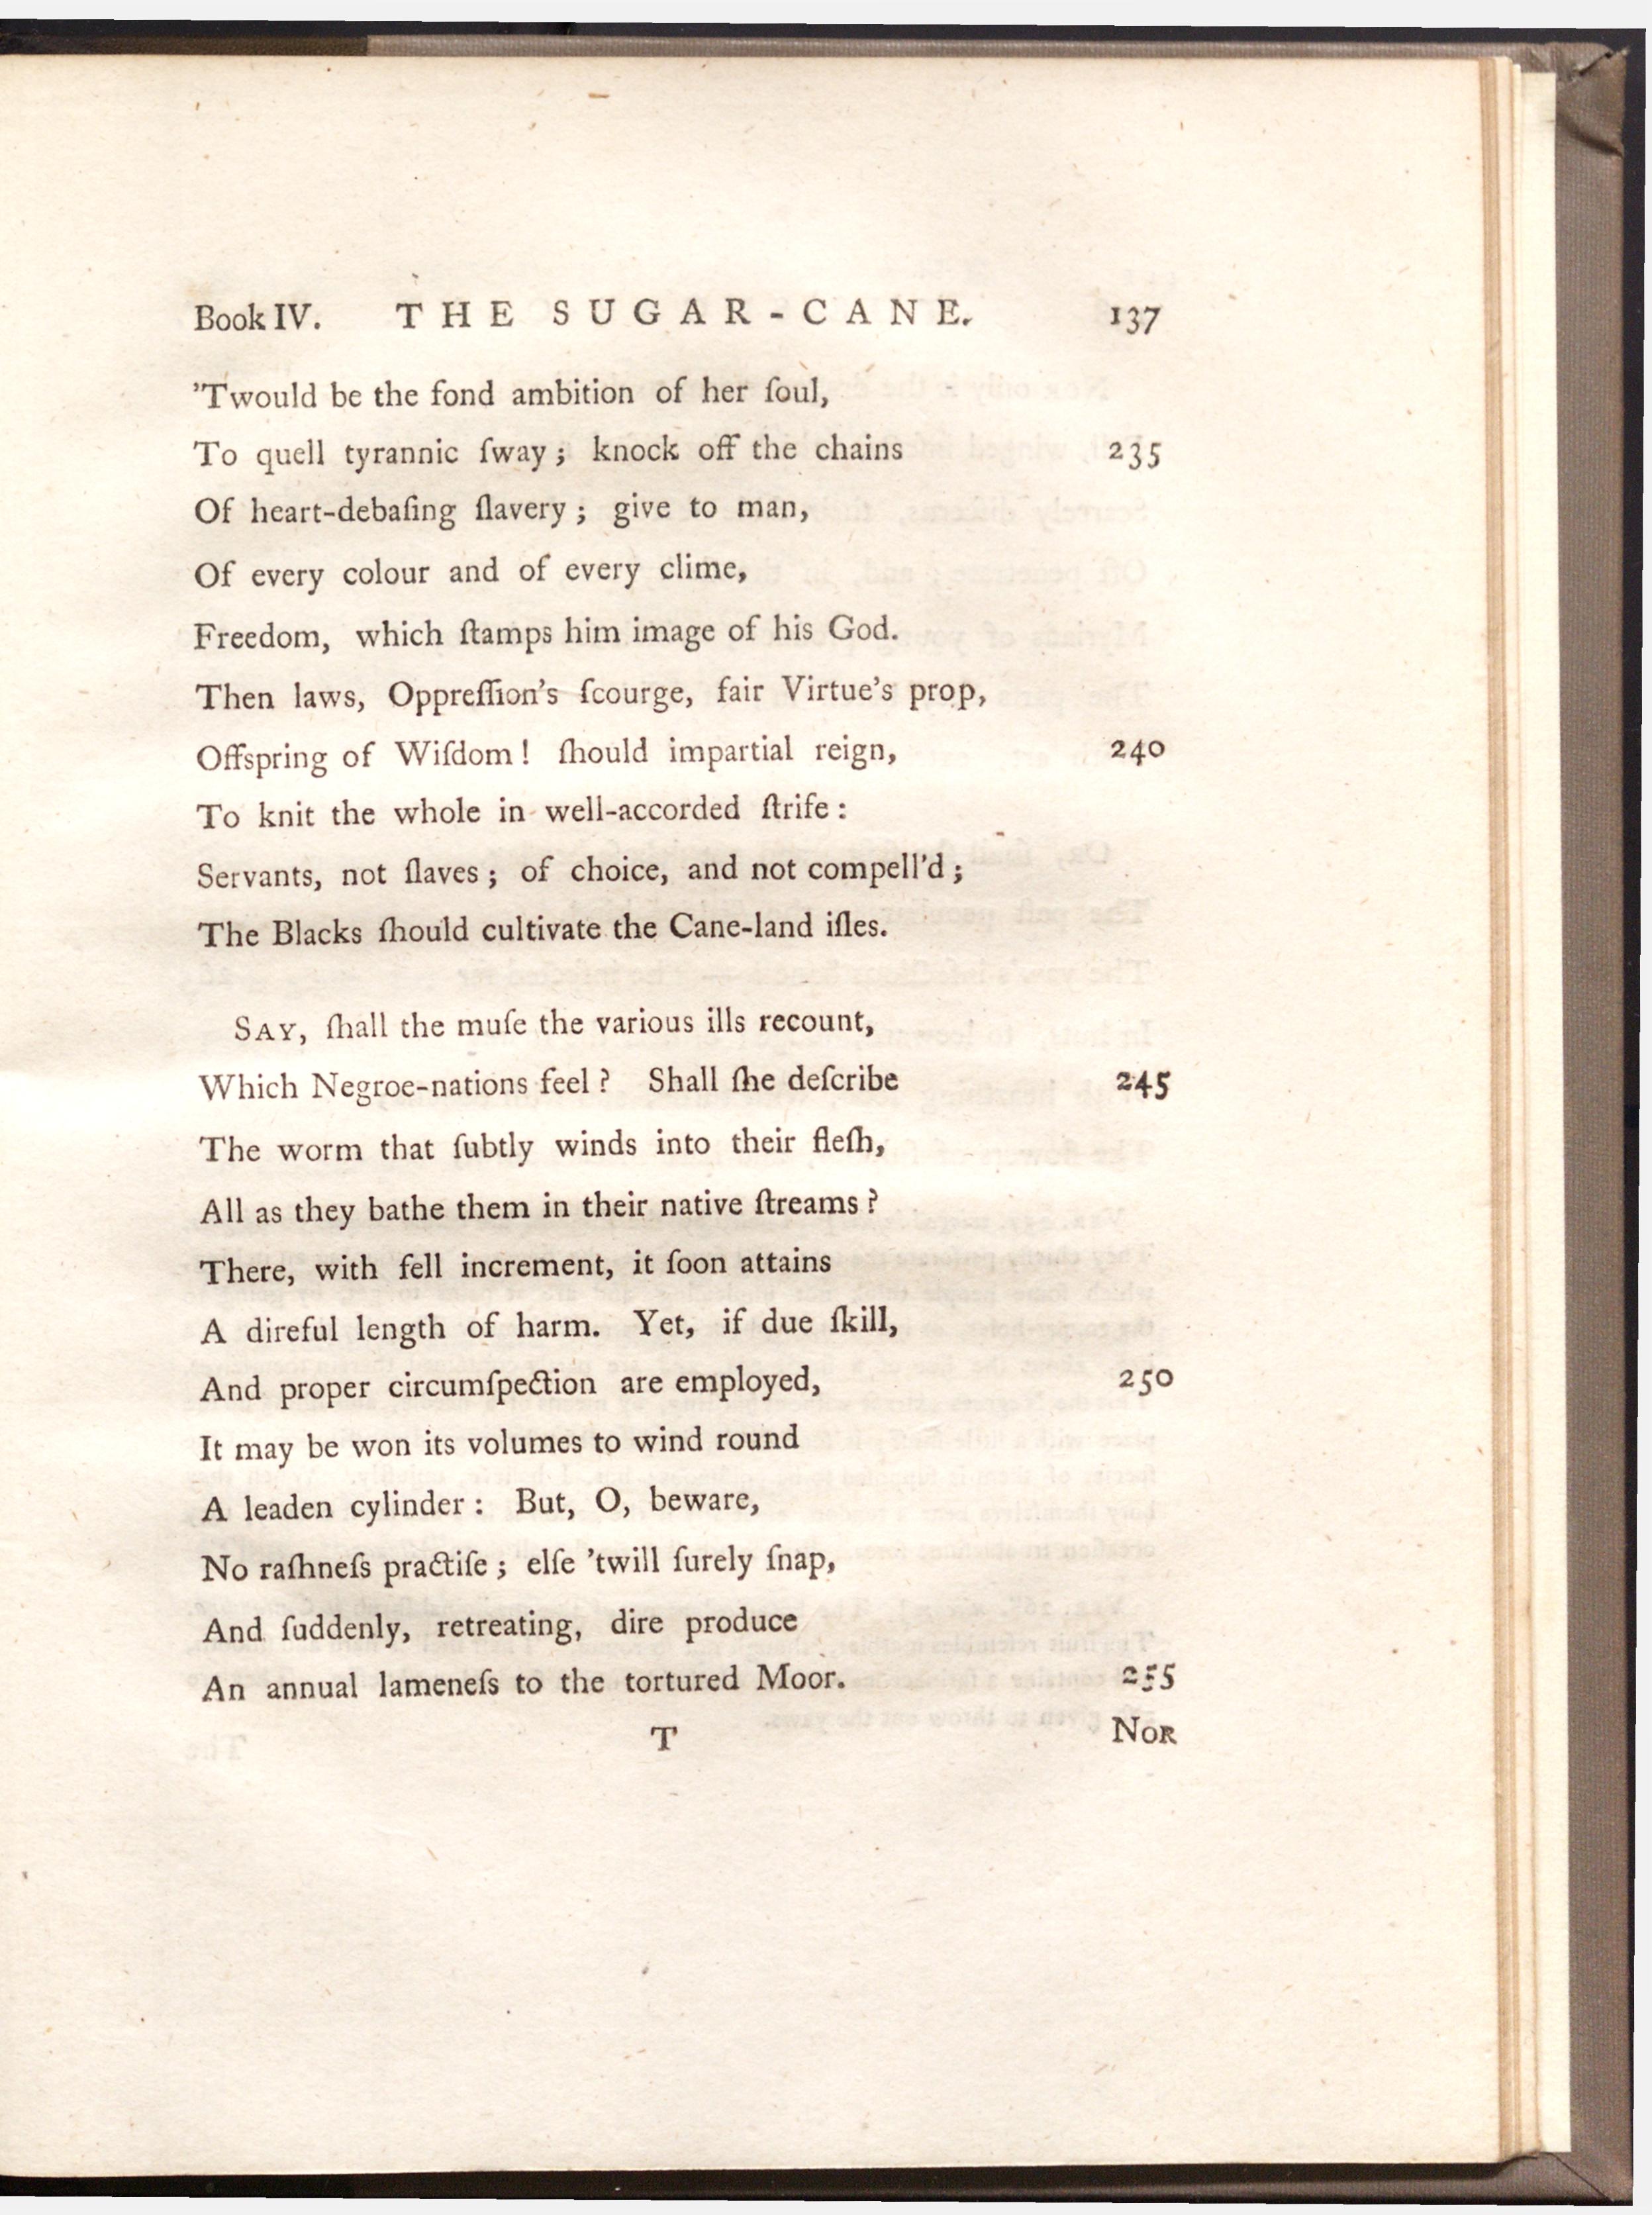 Book IV. THE SUGAR-CANE. 137
’Twould be the fond ambition of her ſoul,
To quell tyrannic ſway; knock off the chains 235
Of heart-debaſing ſlavery; give to man,
Of every colour and of every clime,
Freedom, which ſtamps him image of his God.
Then laws, Oppreſſion’s ſcourge, fair Virtue’s prop,
Offspring of Wiſdom! ſhould impartial reign, 240
To knit the whole in well-accorded ſtrife:
Servants, not ſlaves; of choice, and not compell’d;
The Blacks ſhould cultivate the Cane-land iſles.
SAY, ſhall the muſe the various ills recount,
Which Negroe-nations feel? Shall ſhe deſcribe 245
The worm that ſubtly winds into their fleſh,
All as they bathe them in their native ſtreams?
There, with fell increment, it ſoon attains
A direful length of harm. Yet, if due ſkill,
And proper circumſpection are employed, 250
It may be won its volumes to wind round
A leaden cylinder: But, O, beware,
No raſhneſs practiſe; elſe ’twill ſurely ſnap,
And ſuddenly, retreating, dire produce
An annual lameneſs to the tortured Moor. 255
T NOR